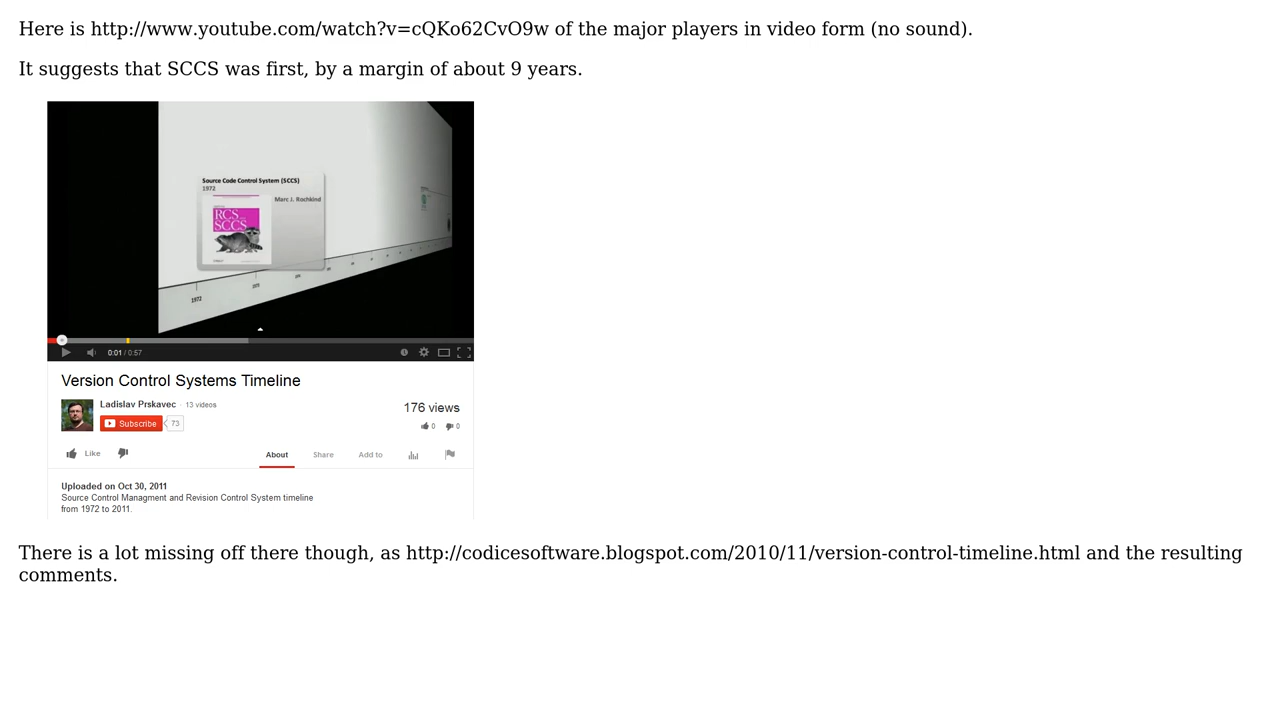 Here is http://www.youtube.com/watch?v=cQKo62CvO9w of the major players in video form (no sound).
It suggests that SCCS was first, by a margin of about 9 years.
Source Code Control System (SCCS)
1972
Marc J. Rochkind
RCS
SCCS
1972
1973
0:01 / 0:57
Version Control Systems Timeline
Ladislav Prskavec · 13 videos
Subscribe 73
176 views
0 0
Like
About Share Add to
Uploaded on Oct 30, 2011
Source Control Managment and Revision Control System timeline
from 1972 to 2011.
There is a lot missing off there though, as http://codicesoftware.blogspot.com/2010/11/version-control-timeline.html and the resulting
comments.